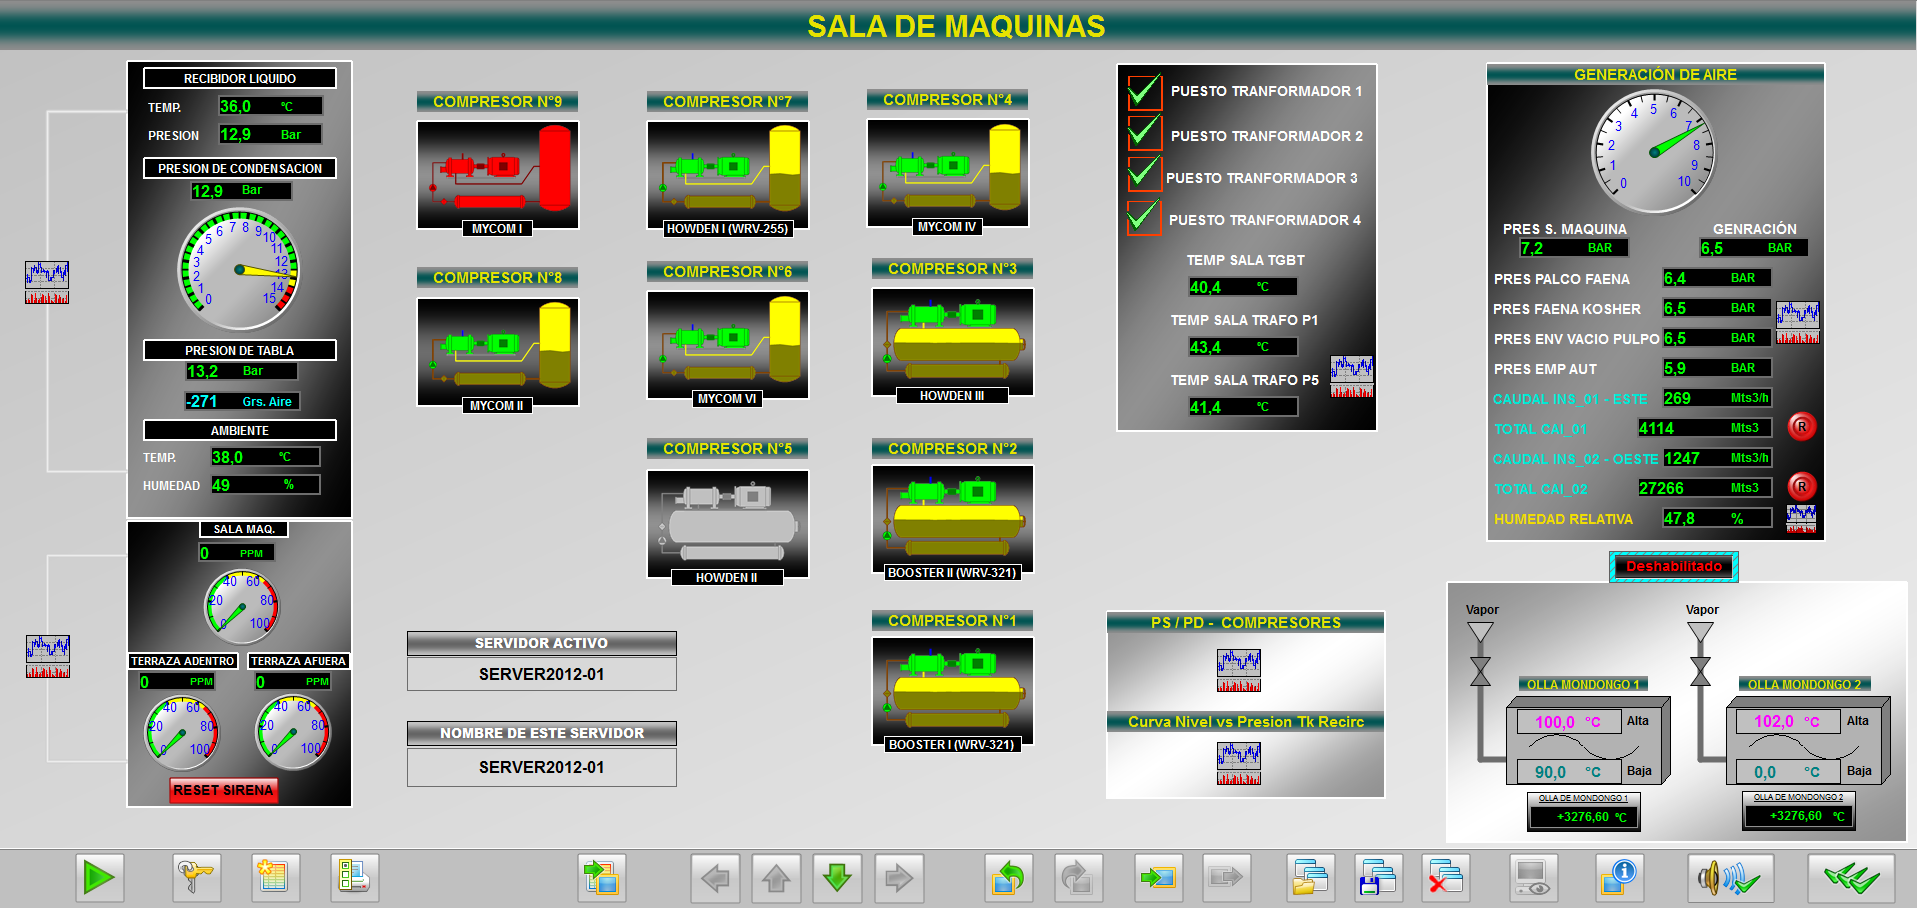 SALA DE MAQUINAS
RECIBIDOR LIQUIDO
TEMP. 36,0 °C
PRESION 12,9 Bar
PRESION DE CONDENSACION
12,9 Bar
0 1 2 3 4 5 6 7 8 9 10 11 12 13 14 15
PRESION DE TABLA
13,2 Bar
-271 Grs. Aire
AMBIENTE
TEMP. 38,0 °C
HUMEDAD 49 %
SALA MAQ.
0 PPM
0 20 40 60 80 100
TERRAZA ADENTRO
0 PPM
0 20 40 60 80 100
TERRAZA AFUERA
0 PPM
0 20 40 60 80 100
RESET SIRENA
COMPRESOR N°9
MYCOM I
COMPRESOR N°8
MYCOM II
COMPRESOR N°7
HOWDEN I (WRV-255)
COMPRESOR N°6
MYCOM VI
COMPRESOR N°5
HOWDEN II
COMPRESOR N°4
MYCOM IV
COMPRESOR N°3
HOWDEN III
COMPRESOR N°2
BOOSTER II (WRV-321)
COMPRESOR N°1
BOOSTER I (WRV-321)
SERVIDOR ACTIVO
SERVER2012-01
NOMBRE DE ESTE SERVIDOR
SERVER2012-01
PUESTO TRANFORMADOR 1
PUESTO TRANFORMADOR 2
PUESTO TRANFORMADOR 3
PUESTO TRANFORMADOR 4
TEMP SALA TGBT
40,4 °C
TEMP SALA TRAFO P1
43,4 °C
TEMP SALA TRAFO P5
41,4 °C
PS / PD - COMPRESORES
Curva Nivel vs Presion Tk Recirc
GENERACIÓN DE AIRE
0 1 2 3 4 5 6 7 8 9 10
PRES S. MAQUINA
7,2 BAR
GENRACIÓN
6,5 BAR
PRES PALCO FAENA 6,4 BAR
PRES FAENA KOSHER 6,5 BAR
PRES ENV VACIO PULPO 6,5 BAR
PRES EMP AUT 5,9 BAR
CAUDAL INS_01 - ESTE 269 Mts3/h
TOTAL CAI_01 4114 Mts3 R
CAUDAL INS_02 - OESTE 1247 Mts3/h
TOTAL CAI_02 27266 Mts3 R
HUMEDAD RELATIVA 47,8 %
Deshabilitado
Vapor
OLLA MONDONGO 1
100,0 °C Alta
90,0 °C Baja
OLLA DE MONDONGO 1
+3276,60 °C
Vapor
OLLA MONDONGO 2
102,0 °C Alta
0,0 °C Baja
OLLA DE MONDONGO 2
+3276,60 °C